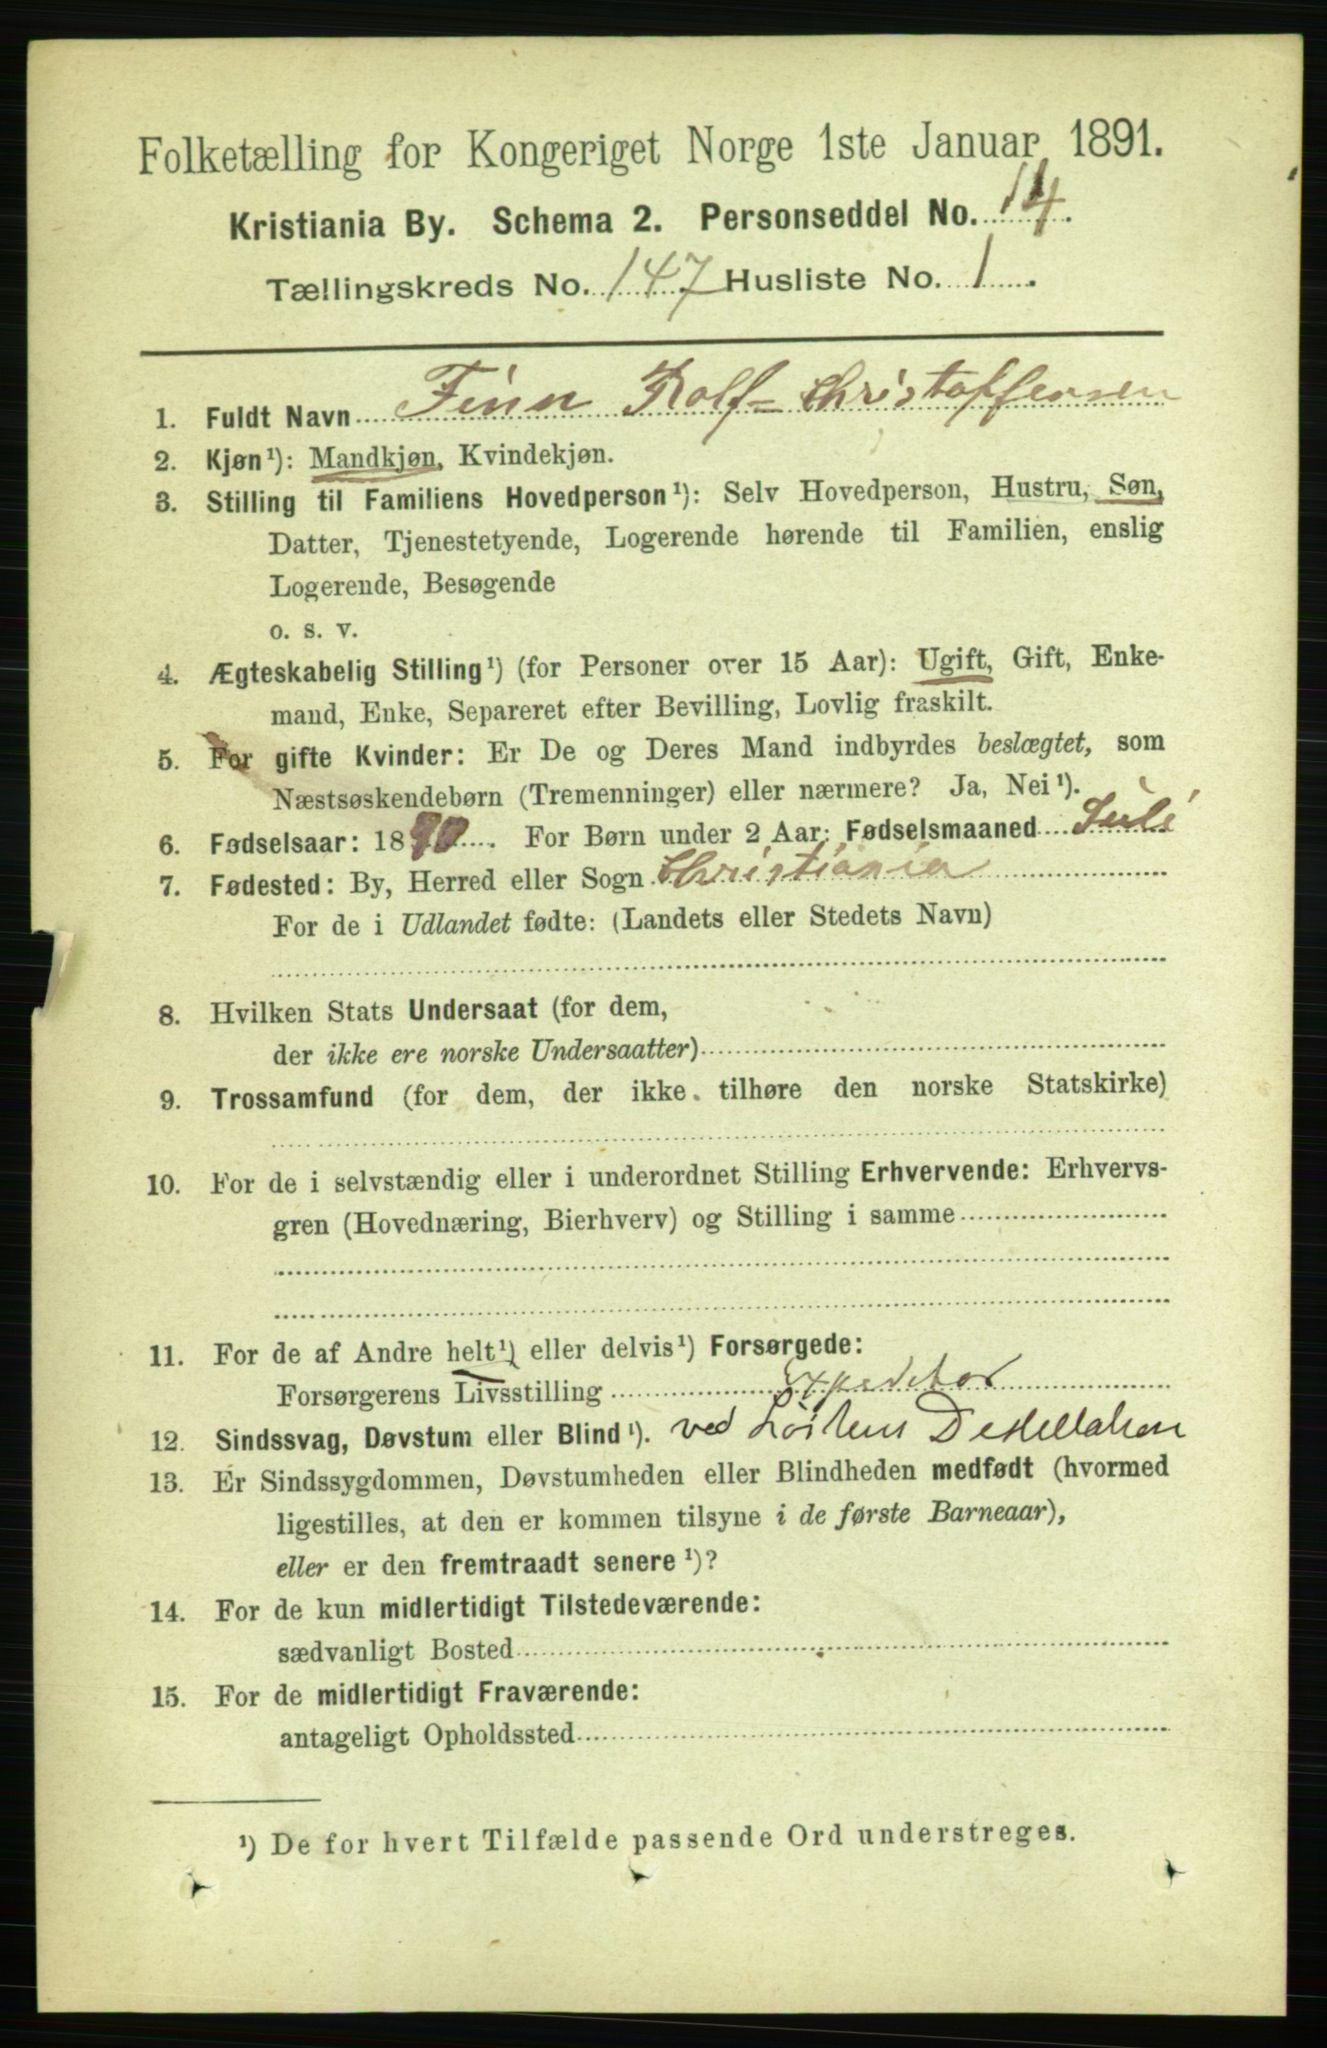 Folketælling for Kongeriget Norge 1ste Januar 1891.
Kristiania By. Schema 2. Personseddel No. 14.
Tællingskreds No. 147 Husliste No. 1.
1. Fuldt Navn Finn Rolf Christoffersen
2. Kjøn¹): Mandkjøn, Kvindekjøn.
3. Stilling til Familiens Hovedperson¹): Selv Hovedperson, Hustru, Søn,
Datter, Tjenestetyende, Logerende hørende til Familien, enslig
Logerende, Besøgende
o. s. v.
4. Ægteskabelig Stilling¹) (for Personer over 15 Aar): Ugift, Gift, Enke-
mand, Enke, Separeret efter Bevilling, Lovlig fraskilt.
5. For gifte Kvinder: Er De og Deres Mand indbyrdes beslægtet, som
Næstsøskendebørn (Tremenninger) eller nærmere? Ja, Nei¹).
6. Fødselsaar: 1890. For Børn under 2 Aar: Fødselsmaaned Juli
7. Fødested: By, Herred eller Sogn Christiania
For de i Udlandet fødte: (Landets eller Stedets Navn)
8. Hvilken Stats Undersaat (for dem,
der ikke ere norske Undersaatter)
9. Trossamfund (for dem, der ikke tilhøre den norske Statskirke)
10. For de i selvstændig eller i underordnet Stilling Erhvervende: Erhvervs-
gren (Hovednæring, Bierhverv) og Stilling i samme
11. For de af Andre helt¹) eller delvis¹) Forsørgede:
Forsørgerens Livsstilling Expeditor
12. Sindssvag, Døvstum eller Blind¹). ved Löitens
13. Er Sindssygdommen, Døvstumheden eller Blindheden medfødt (hvormed
ligestilles, at den er kommen tilsyne i de første Barneaar),
eller er den fremtraadt senere¹)?
14. For de kun midlertidigt Tilstedeværende:
sædvanligt Bosted
15. For de midlertidigt Fraværende:
antageligt Opholdssted
¹) De for hvert Tilfælde passende Ord understreges.